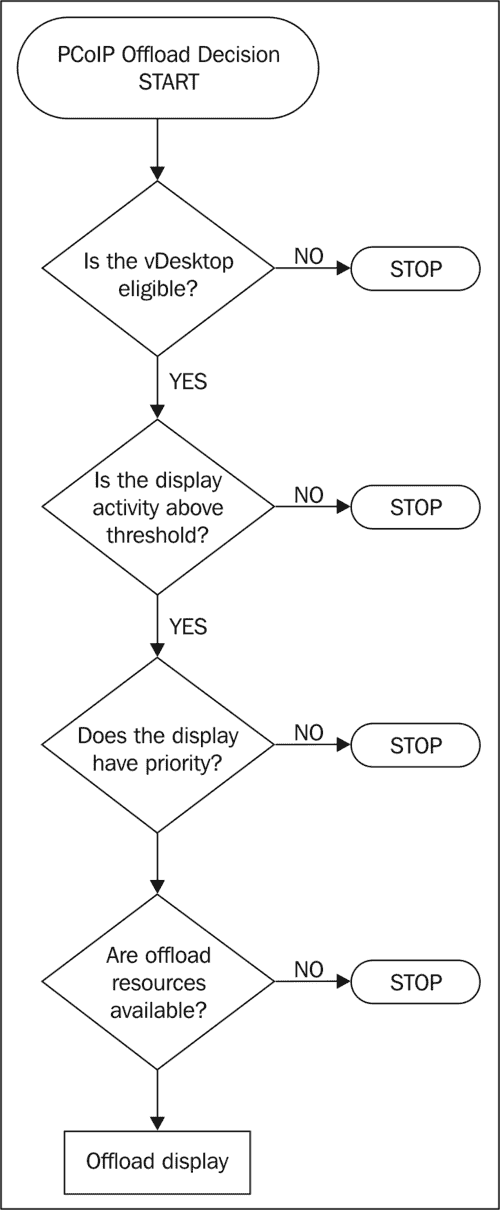 PCoIP Offload Decision
START
Is the vDesktop
eligible?
NO
STOP
YES
Is the display
activity above
threshold?
NO
STOP
YES
Does the display
have priority?
NO
STOP
Are offload
resources
available?
NO
STOP
Offload display